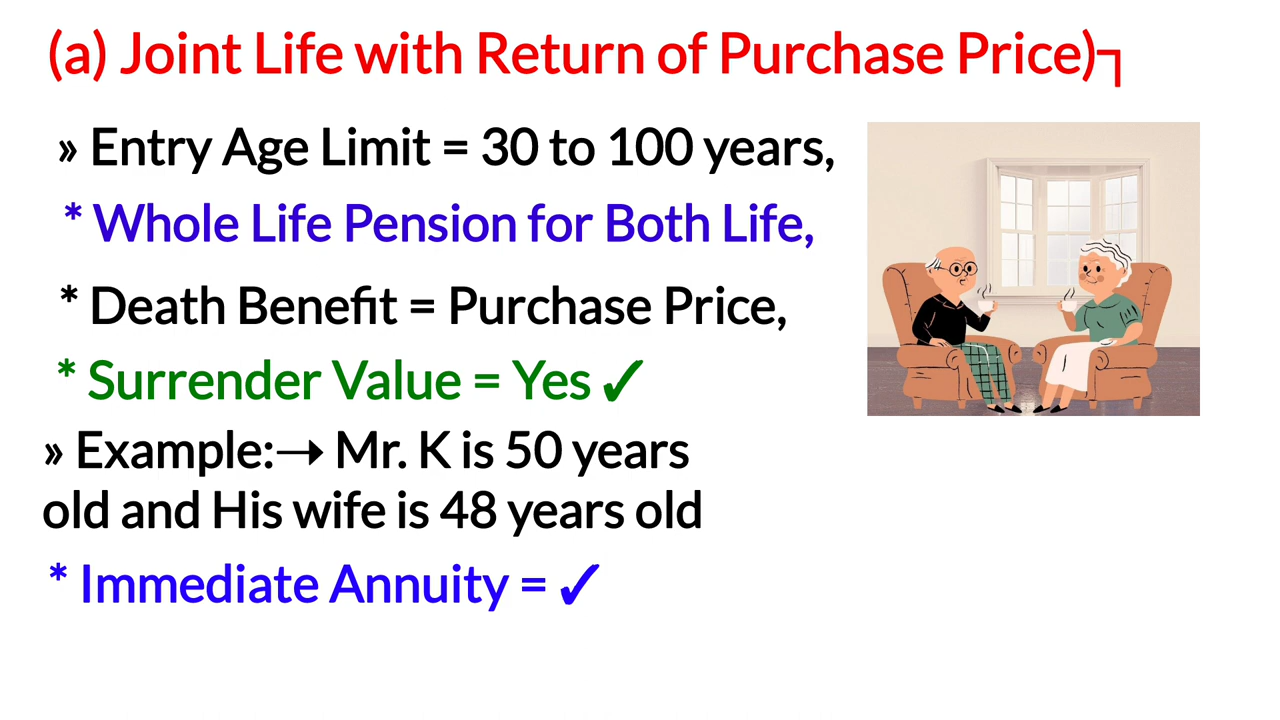 (a) Joint Life with Return of Purchase Price)┐
» Entry Age Limit = 30 to 100 years,
* Whole Life Pension for Both Life,
* Death Benefit = Purchase Price,
* Surrender Value = Yes ✓
» Example:→ Mr. K is 50 years
old and His wife is 48 years old
* Immediate Annuity = ✓